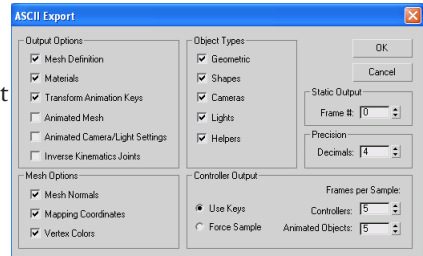 ASCII Export
Output Options
Mesh Definition
Materials
Transform Animation Keys
Animated Mesh
Animated Camera/Light Settings
Inverse Kinematics Joints
Mesh Options
Mesh Normals
Mapping Coordinates
Vertex Colors
Object Types
Geometric
Shapes
Cameras
Lights
Helpers
OK
Cancel
Static Output
Frame #: 0
Precision
Decimals: 4
Controller Output
Use Keys
Force Sample
Frames per Sample:
Controllers: 5
Animated Objects: 5
t